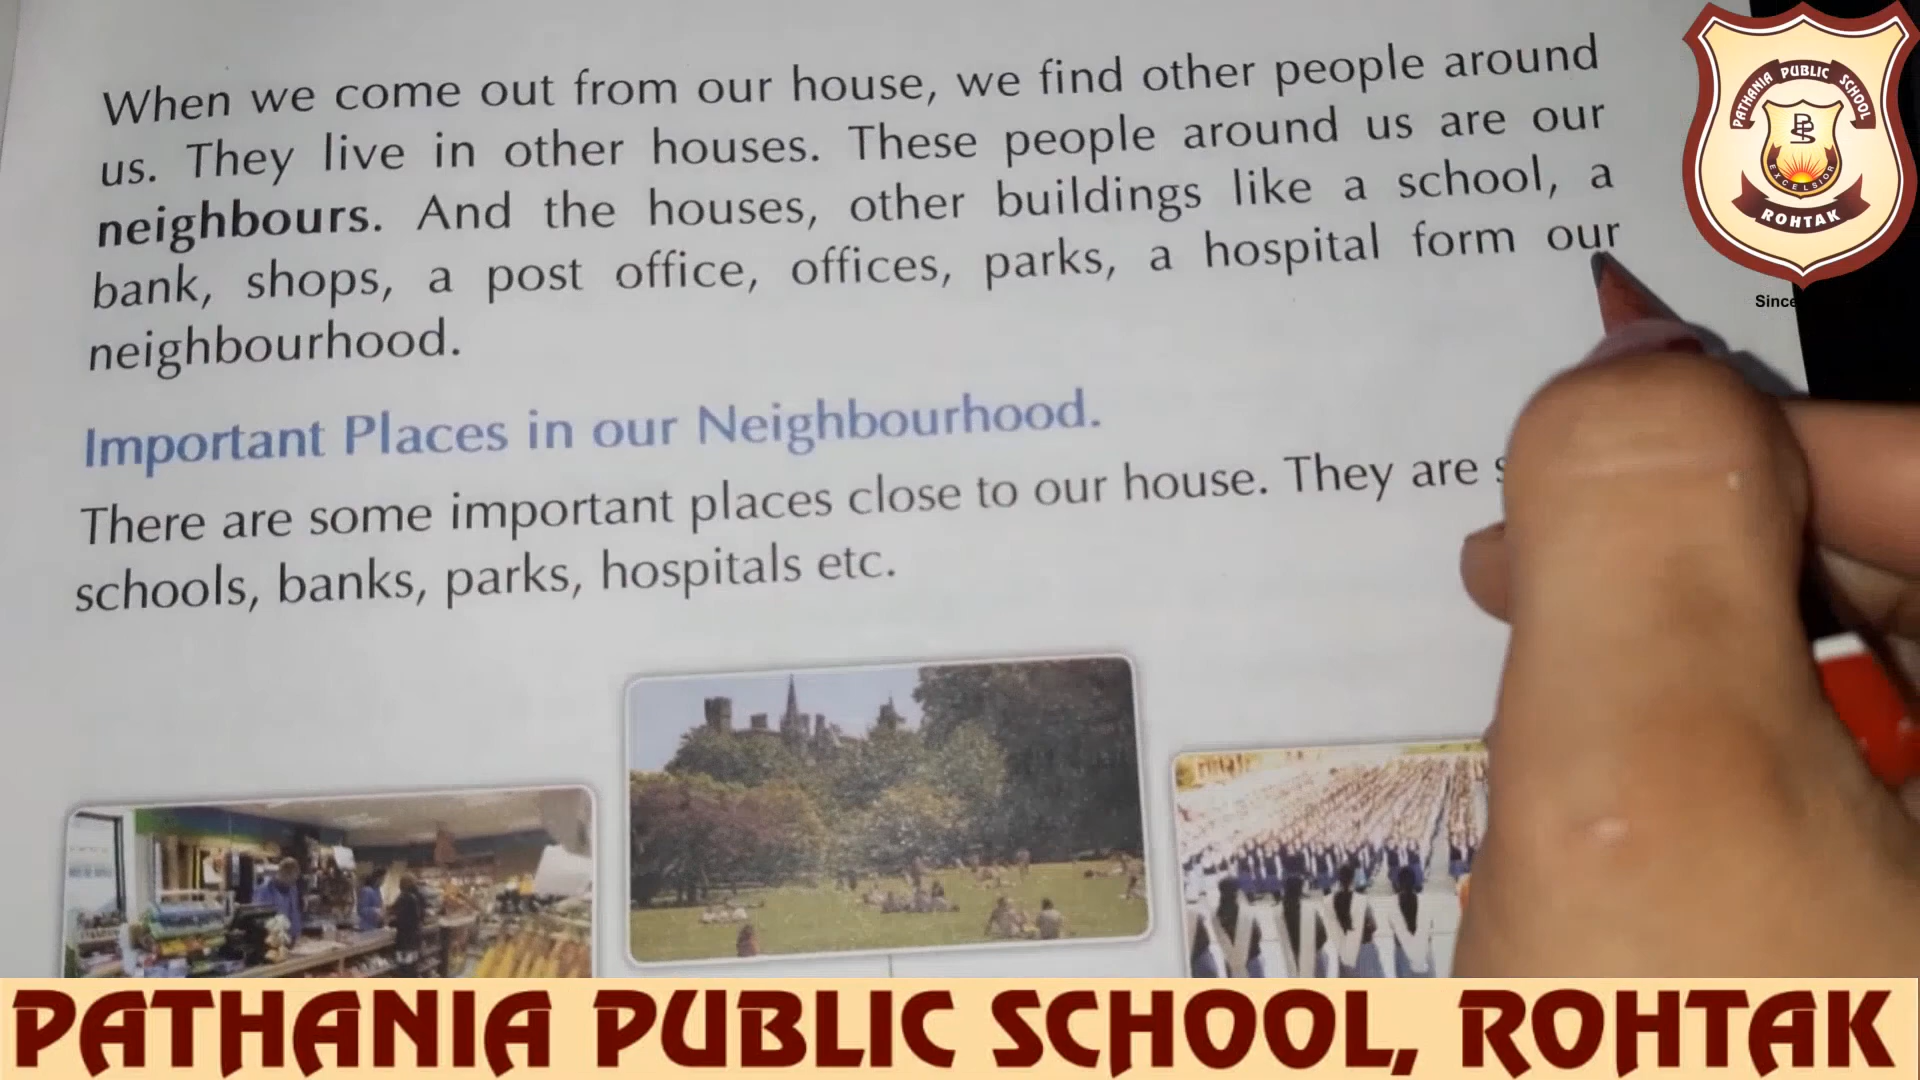 When we come out from our house, we find other people around
us. They live in other houses. These people around us are our
neighbours. And the houses, other buildings like a school, a
bank, shops, a post office, offices, parks, a hospital form our
neighbourhood.
Important Places in our Neighbourhood.
There are some important places close to our house. They are
schools, banks, parks, hospitals etc.
PATHANIA PUBLIC SCHOOL
EXCELSIOR
ROHTAK
Since
PATHANIA PUBLIC SCHOOL, ROHTAK